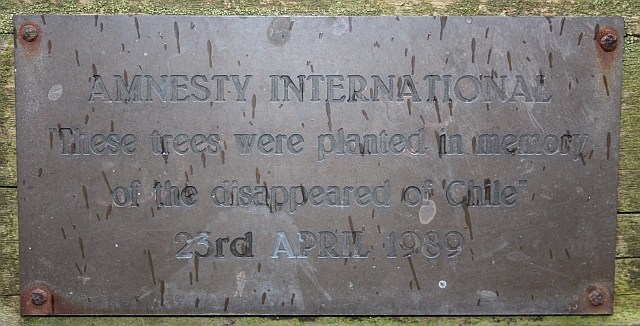 AMNESTY INTERNATIONAL
"These trees were planted in memory
of the disappeared of Chile"
23rd APRIL 1989